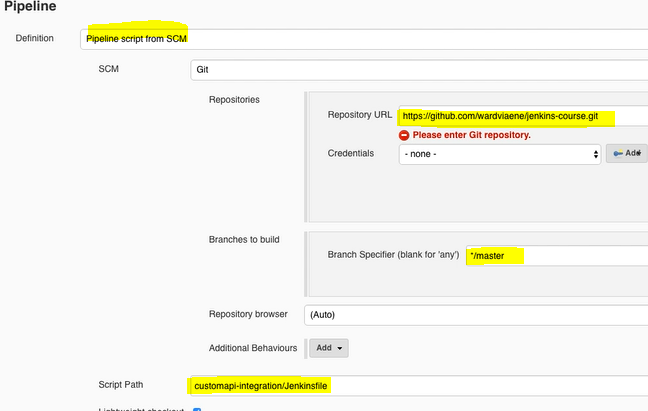 Pipeline
Definition
Pipeline script from SCM
SCM
Git
Repositories
Repository URL
https://github.com/wardviaene/jenkins-course.git
Please enter Git repository.
Credentials
- none -
Add
Branches to build
Branch Specifier (blank for 'any')
*/master
Repository browser
(Auto)
Additional Behaviours
Add
Script Path
customapi-integration/Jenkinsfile
Lightweight checkout